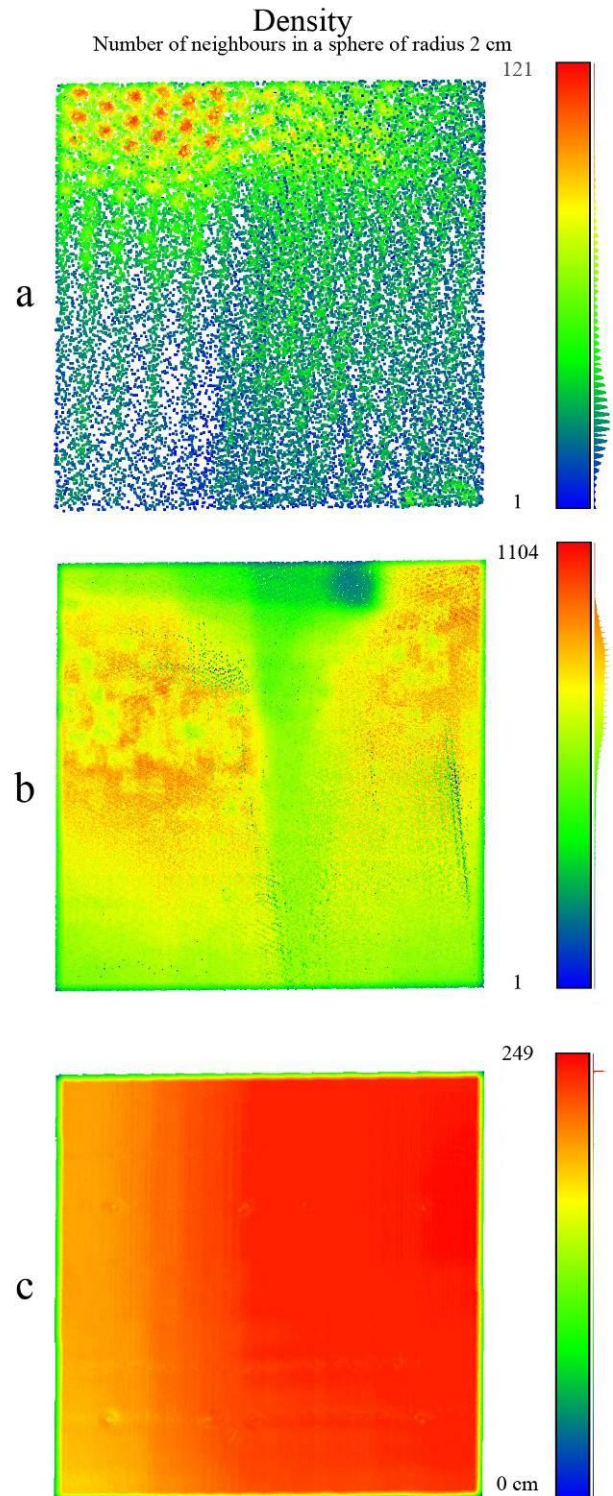 Density
Number of neighbours in a sphere of radius 2 cm
121
a
1
1104
b
1
249
c
0 cm